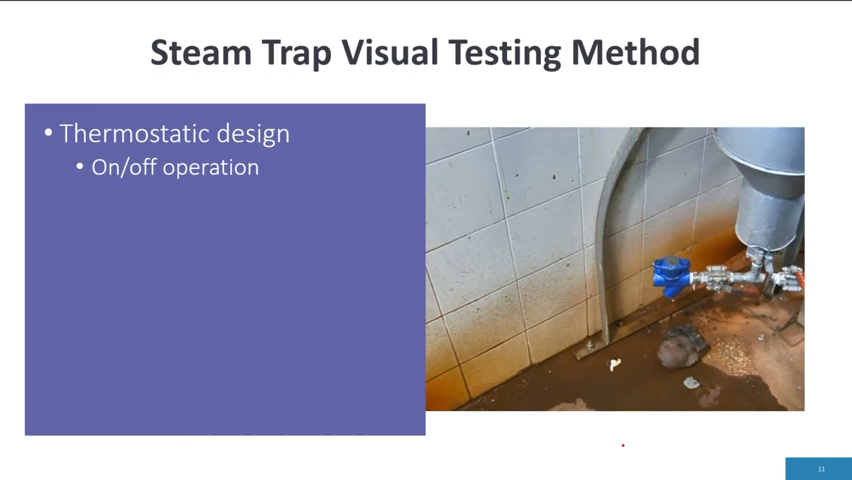 Steam Trap Visual Testing Method
• Thermostatic design
• On/off operation
11